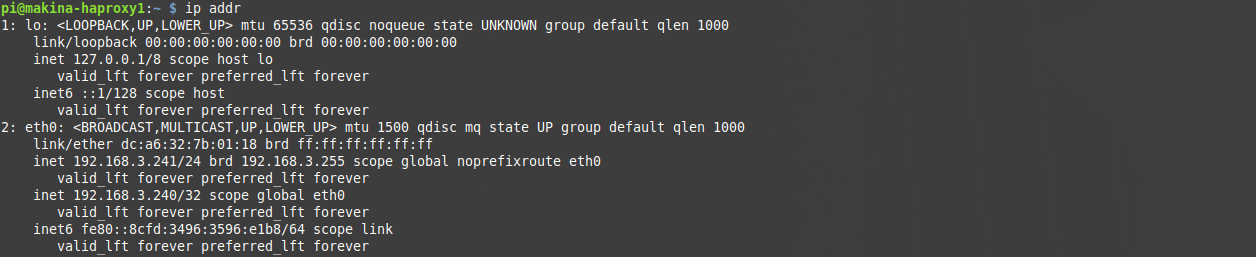 pi@makina-haproxy1:~ $ ip addr
1: lo: <LOOPBACK,UP,LOWER_UP> mtu 65536 qdisc noqueue state UNKNOWN group default qlen 1000
    link/loopback 00:00:00:00:00:00 brd 00:00:00:00:00:00
    inet 127.0.0.1/8 scope host lo
       valid_lft forever preferred_lft forever
    inet6 ::1/128 scope host
       valid_lft forever preferred_lft forever
2: eth0: <BROADCAST,MULTICAST,UP,LOWER_UP> mtu 1500 qdisc mq state UP group default qlen 1000
    link/ether dc:a6:32:7b:01:18 brd ff:ff:ff:ff:ff:ff
    inet 192.168.3.241/24 brd 192.168.3.255 scope global noprefixroute eth0
       valid_lft forever preferred_lft forever
    inet 192.168.3.240/32 scope global eth0
       valid_lft forever preferred_lft forever
    inet6 fe80::8cfd:3496:3596:e1b8/64 scope link
       valid_lft forever preferred_lft forever